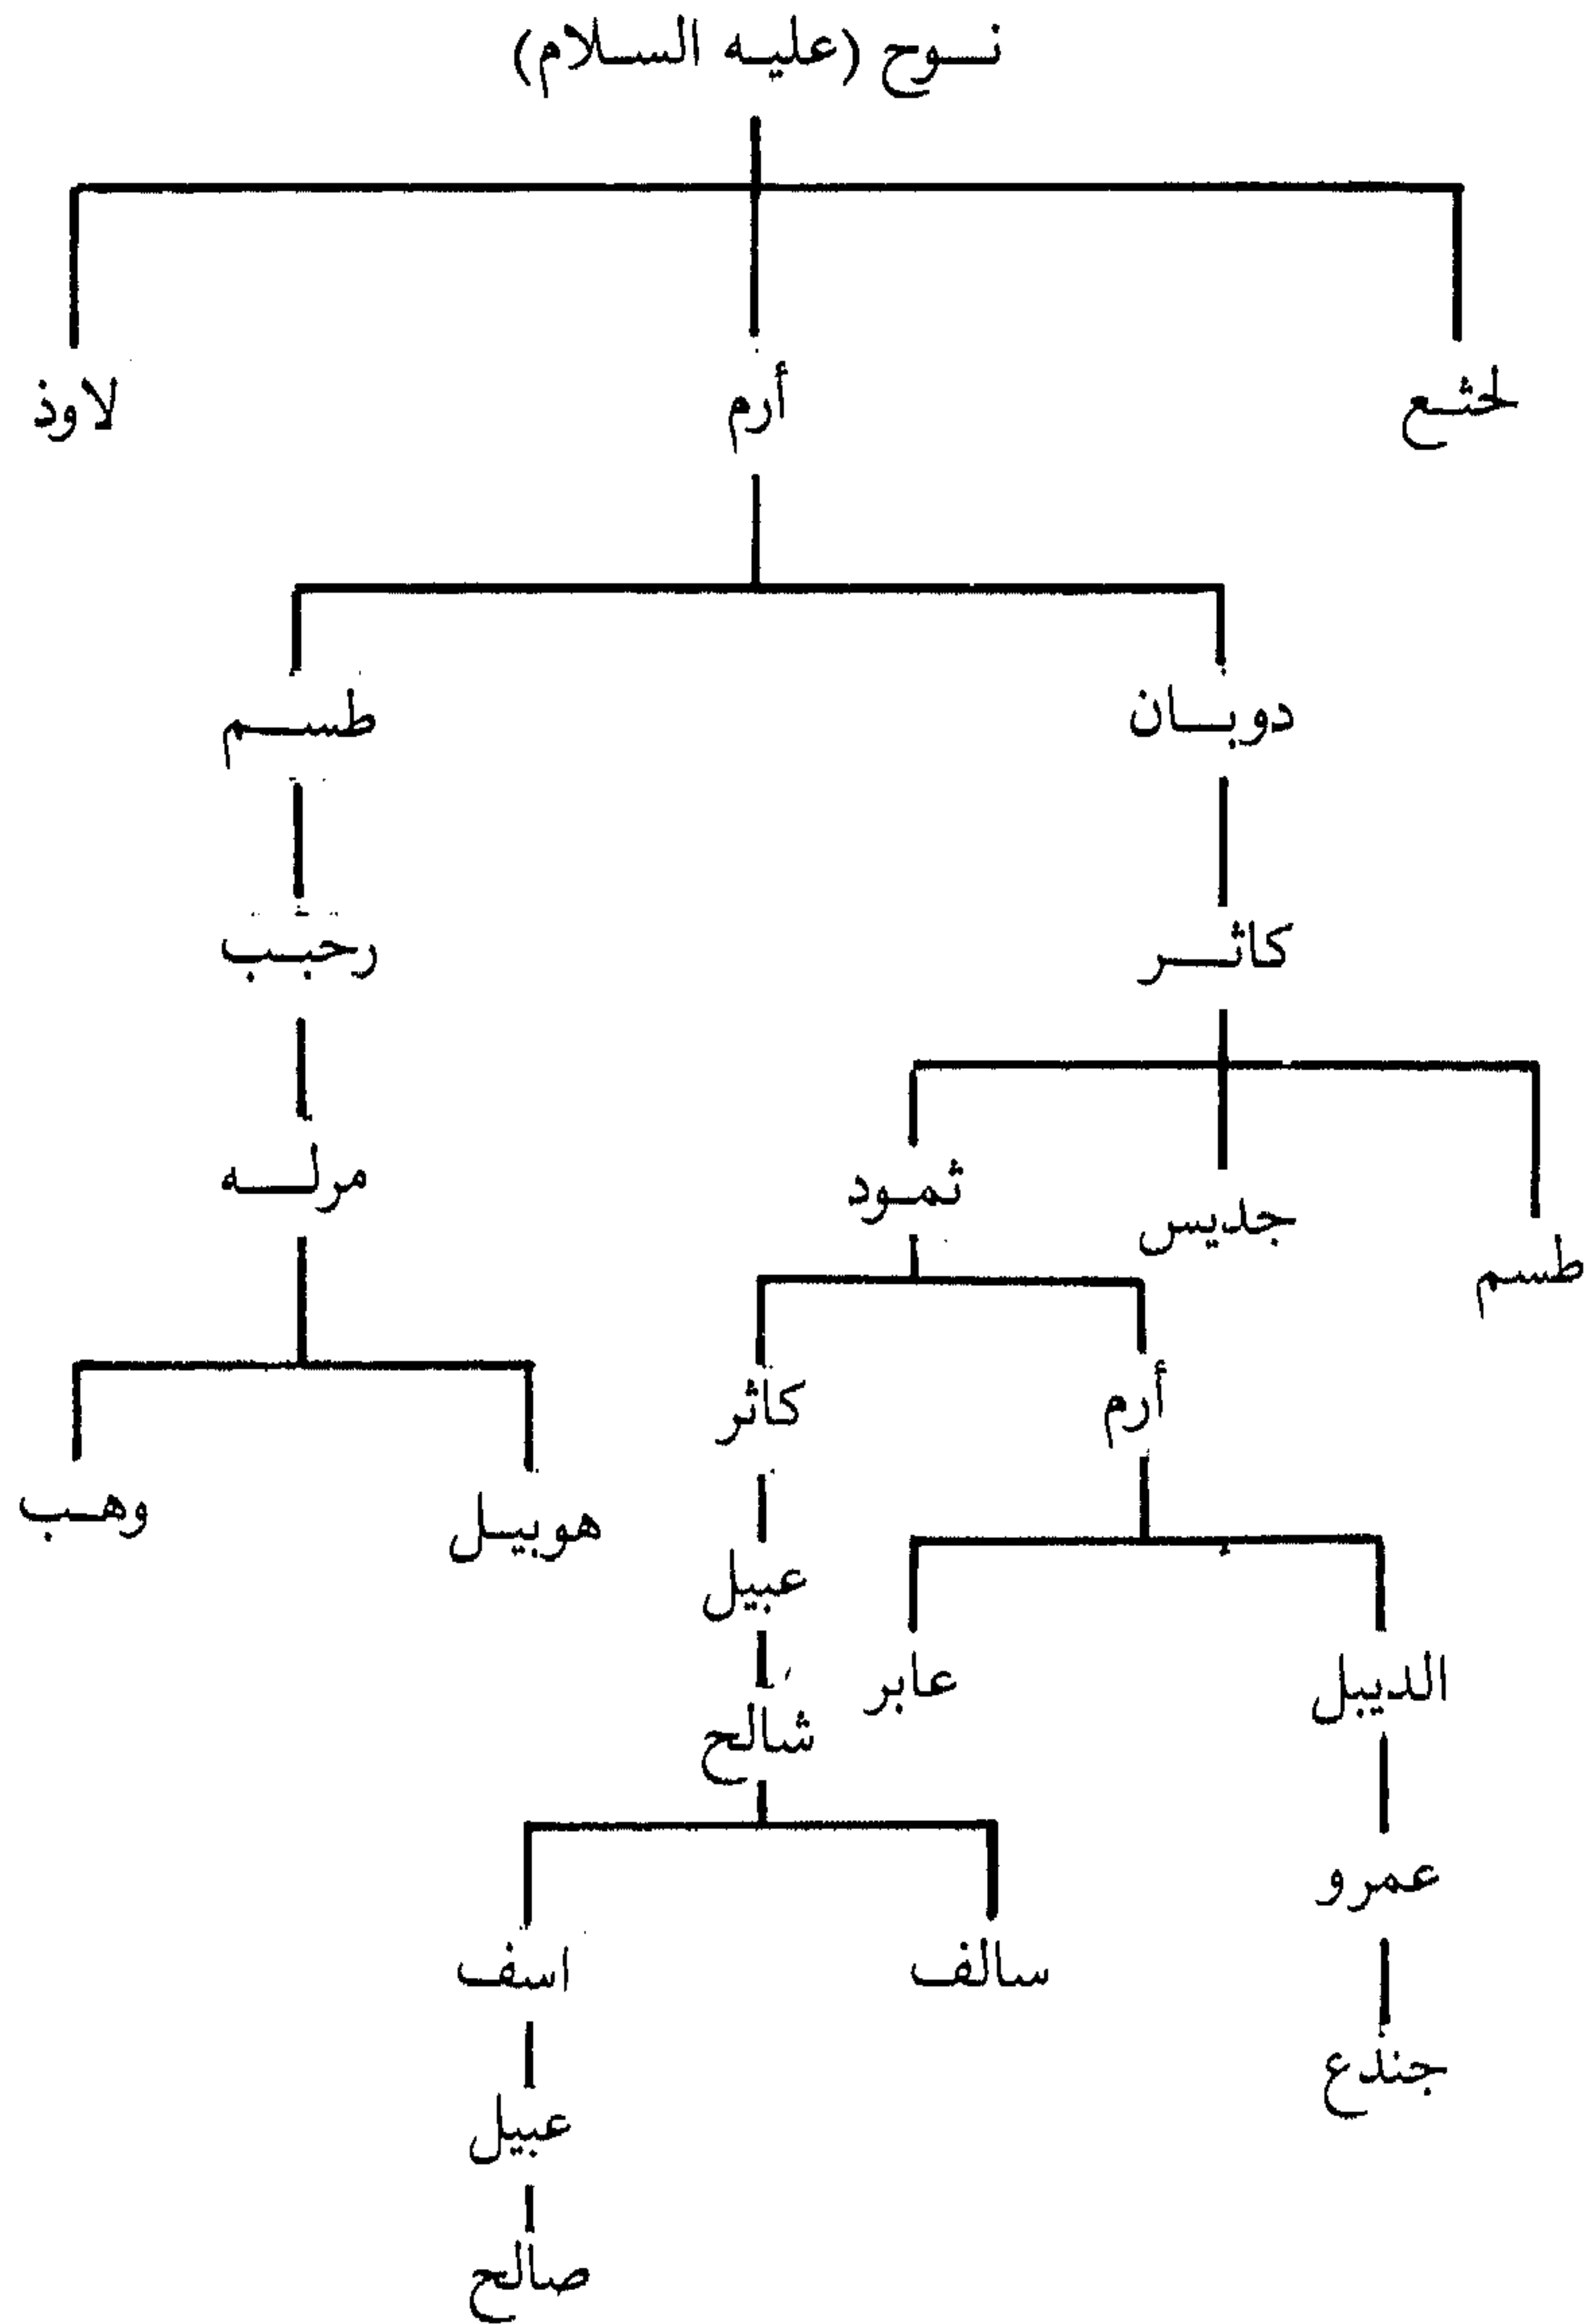 نوح (عليه السلام)
لخثع
أرم
لاوذ
دوبان
طسم
كاثر
رحبب
ثمود
مرله
جديس
طسم
أرم
كاثر
وهب
هوبيل
عبيل
الديبل
عابر
شالح
عمرو
سالف
اسف
جندع
عبيل
صالح